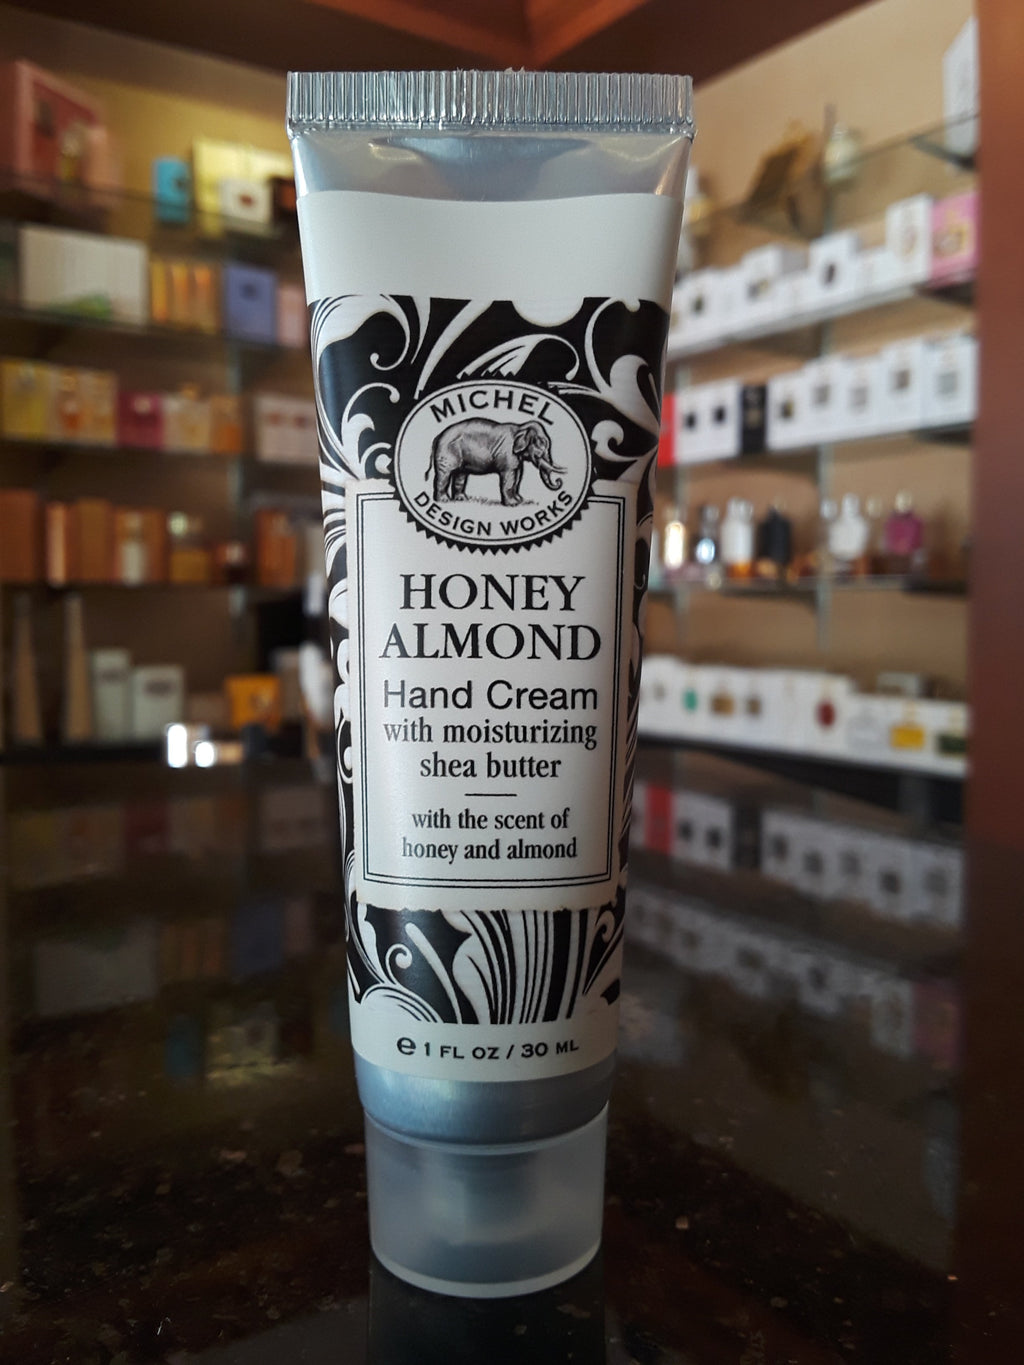 MICHEL
DESIGN WORKS
HONEY
ALMOND
Hand Cream
with moisturizing
shea butter
with the scent of
honey and almond
e 1 FL OZ / 30 ML